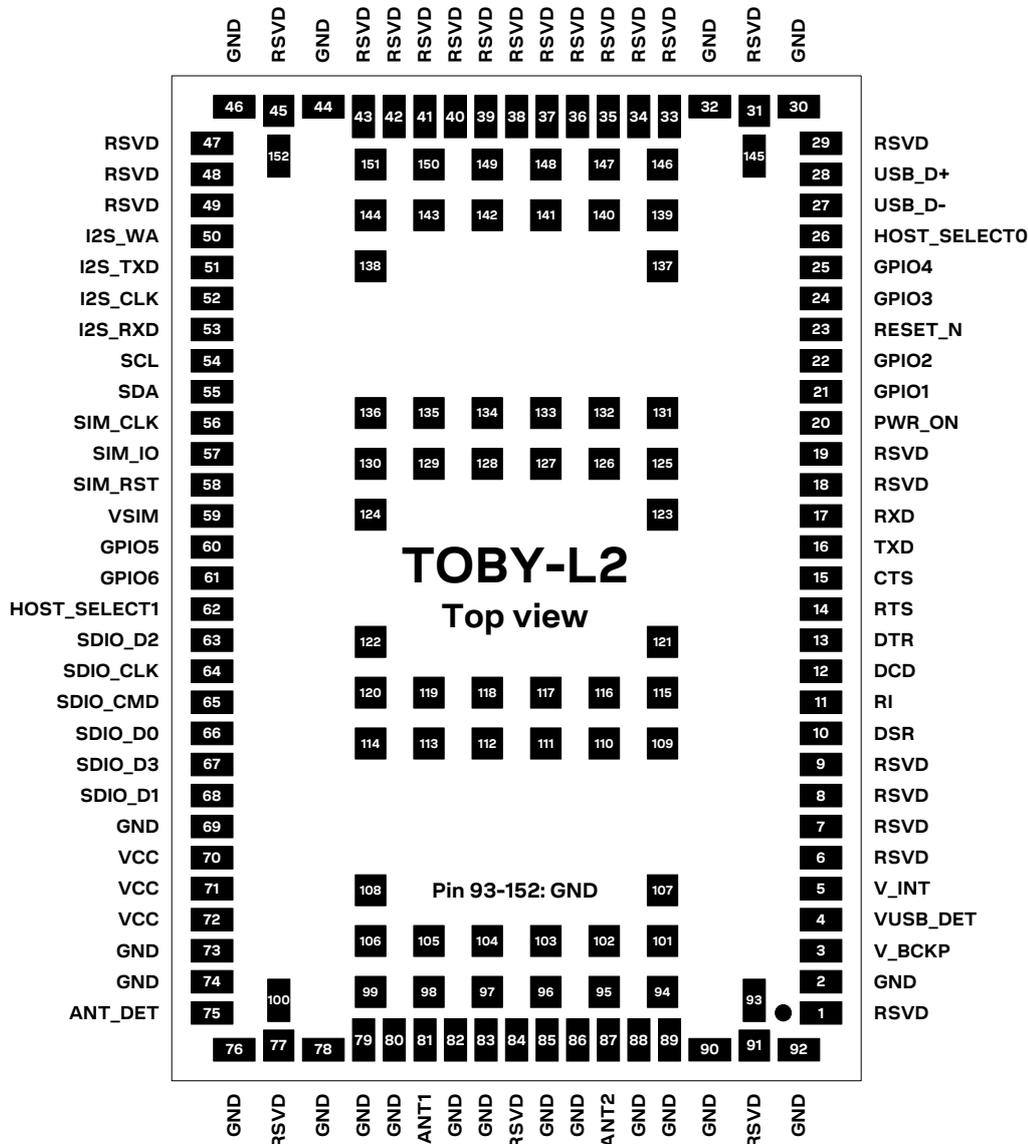 GND RSVD GND RSVD RSVD RSVD RSVD RSVD RSVD RSVD RSVD RSVD RSVD RSVD GND RSVD GND
46 45 44 43 42 41 40 39 38 37 36 35 34 33 32 31 30
RSVD 47 152 151 150 149 148 147 146 145 29 RSVD
RSVD 48 28 USB_D+
RSVD 49 144 143 142 141 140 139 27 USB_D-
I2S_WA 50 26 HOST_SELECT0
I2S_TXD 51 138 137 25 GPIO4
I2S_CLK 52 24 GPIO3
I2S_RXD 53 23 RESET_N
SCL 54 22 GPIO2
SDA 55 21 GPIO1
SIM_CLK 56 136 135 134 133 132 131 20 PWR_ON
SIM_IO 57 130 129 128 127 126 125 19 RSVD
SIM_RST 58 18 RSVD
VSIM 59 124 123 17 RXD
GPIO5 60 16 TXD
TOBY-L2
GPIO6 61 15 CTS
HOST_SELECT1 62 14 RTS
Top view
SDIO_D2 63 122 121 13 DTR
SDIO_CLK 64 12 DCD
SDIO_CMD 65 120 119 118 117 116 115 11 RI
SDIO_D0 66 114 113 112 111 110 109 10 DSR
SDIO_D3 67 9 RSVD
SDIO_D1 68 8 RSVD
GND 69 7 RSVD
VCC 70 6 RSVD
VCC 71 108 Pin 93-152: GND 107 5 V_INT
VCC 72 4 VUSB_DET
GND 73 106 105 104 103 102 101 3 V_BCKP
GND 74 100 99 98 97 96 95 94 93 2 GND
ANT_DET 75 1 RSVD
76 77 78 79 80 81 82 83 84 85 86 87 88 89 90 91 92
GND RSVD GND GND GND ANT1 GND GND RSVD GND GND ANT2 GND GND GND RSVD GND